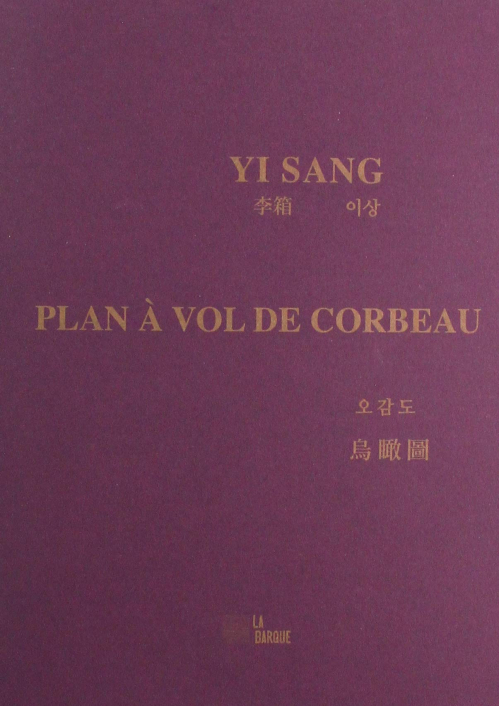 YI SANG
李箱 이상
PLAN À VOL DE CORBEAU
오감도
烏瞰圖
LA
BARQUE